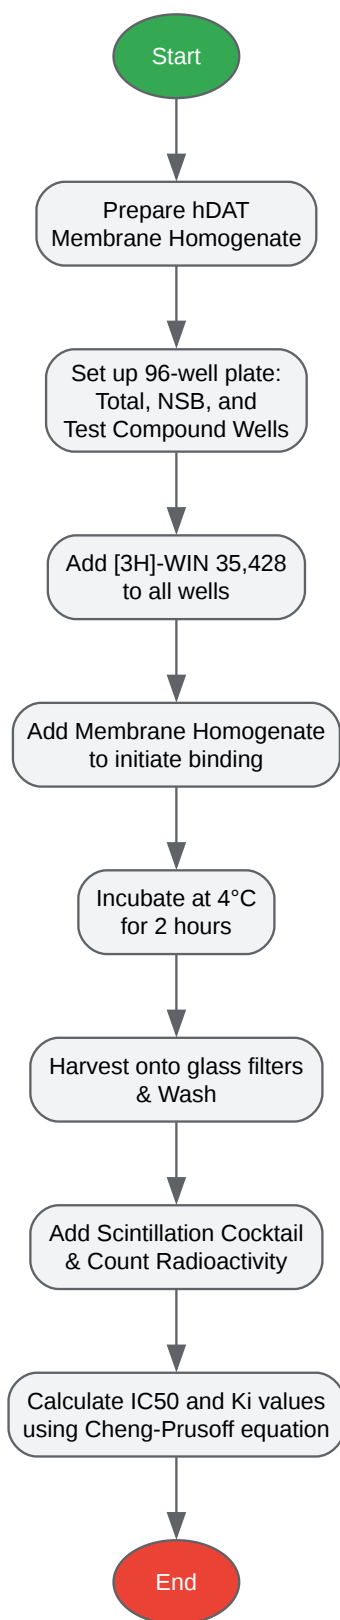 Start
Prepare hDAT
Membrane Homogenate
Set up 96-well plate:
Total, NSB, and
Test Compound Wells
Add [3H]-WIN 35,428
to all wells
Add Membrane Homogenate
to initiate binding
Incubate at 4°C
for 2 hours
Harvest onto glass filters
& Wash
Add Scintillation Cocktail
& Count Radioactivity
Calculate IC50 and Ki values
using Cheng-Prusoff equation
End